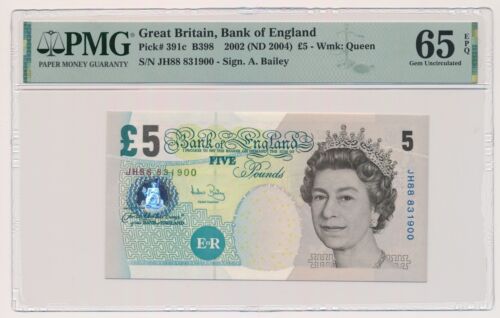 PMG
PAPER MONEY GUARANTY
Great Britain, Bank of England
Pick# 391c B398 2002 (ND 2004) £5 - Wmk: Queen
S/N JH88 831900 - Sign. A. Bailey
65 EPQ
Gem Uncirculated
£5
Bank of England
5
FIVE
Pounds
JH88 831900
JH88 831900
E R